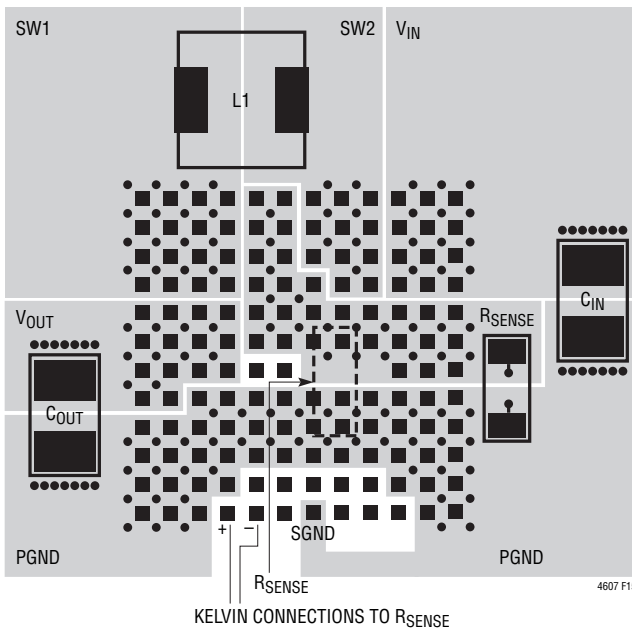 SW1
SW2
VIN
L1
VOUT
COUT
RSENSE
CIN
+ −
SGND
PGND
PGND
RSENSE
KELVIN CONNECTIONS TO RSENSE